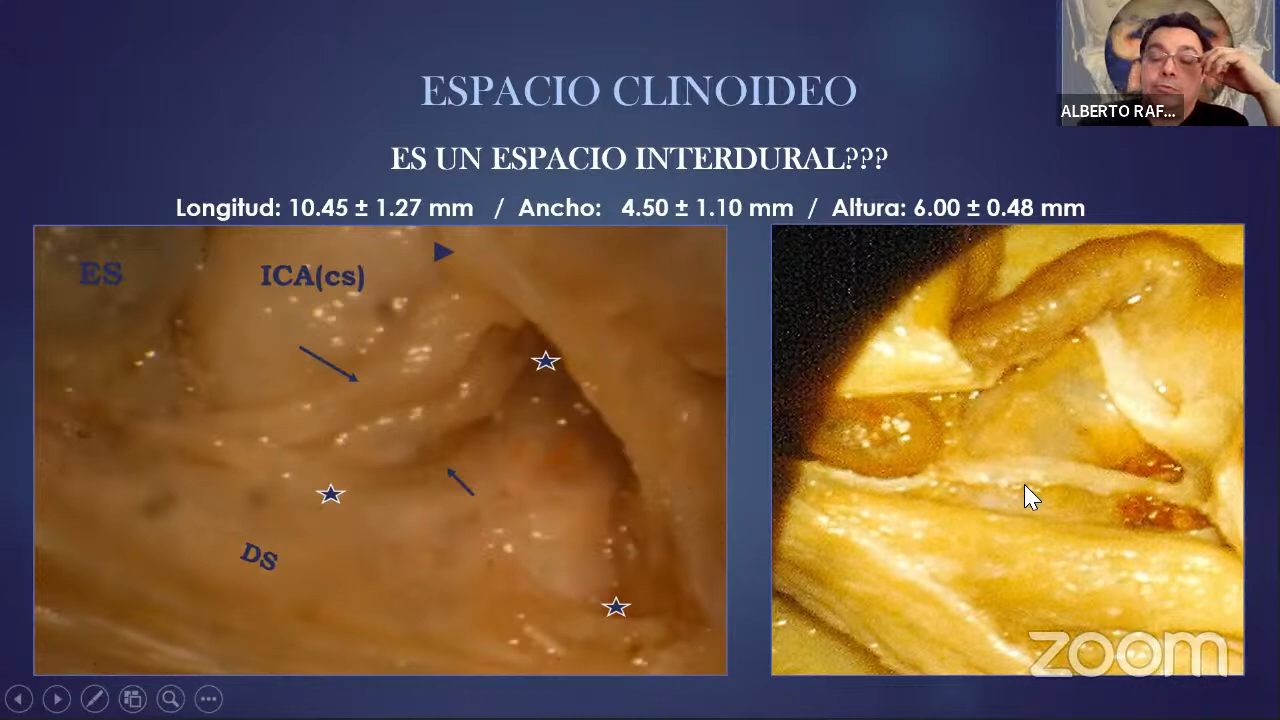 ALBERTO RAF...
ESPACIO CLINOIDEO
ES UN ESPACIO INTERDURAL???
Longitud: 10.45 ± 1.27 mm / Ancho: 4.50 ± 1.10 mm / Altura: 6.00 ± 0.48 mm
ES
ICA(cs)
DS
zoom